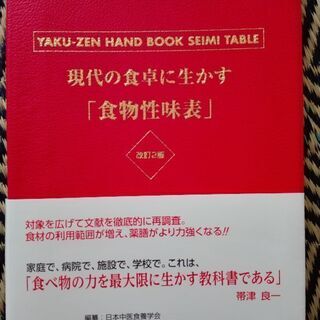 YAKU-ZEN HAND BOOK SEIMI TABLE
現代の食卓に生かす
「食物性味表」
改訂2版
対象を広げて文献を徹底的に再調査。
食材の利用範囲が増え、薬膳がより力強くなる!!
家庭で、病院で、施設で、学校で。これは、
「食べ物の力を最大限に生かす教科書である」
帯津 良一
編纂:日本中医食養学会